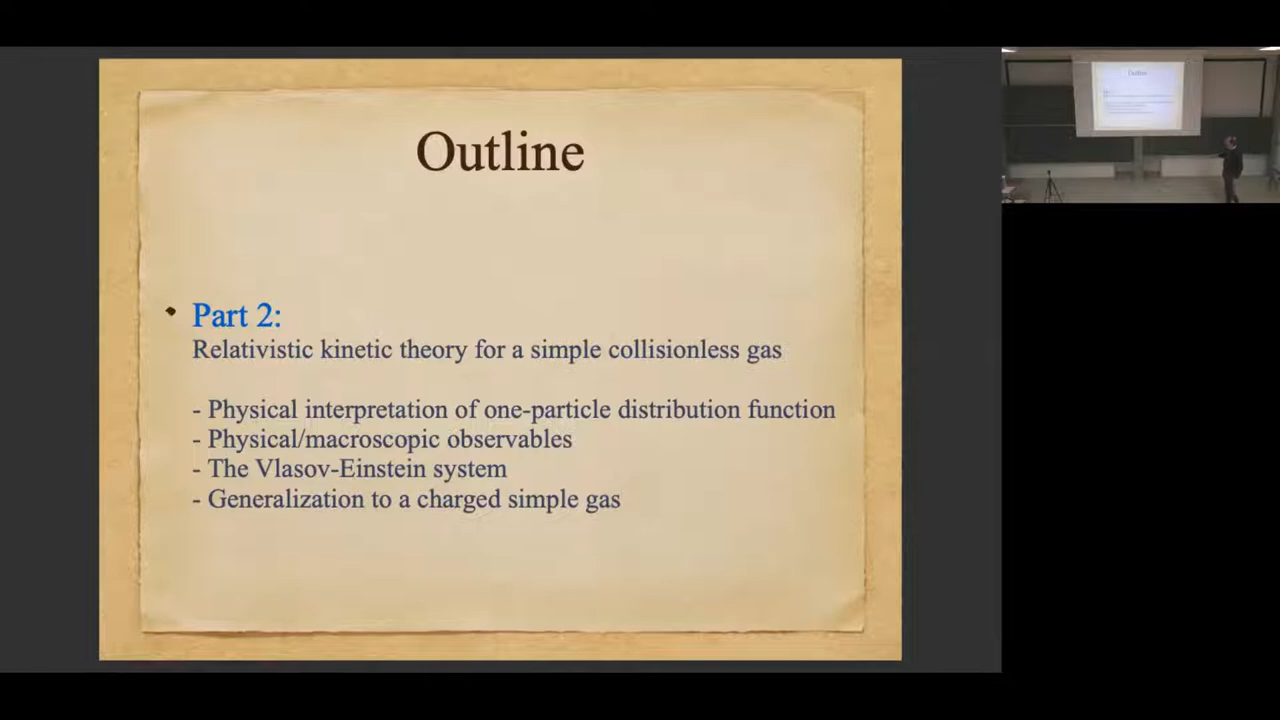 Outline
• Part 2:
Relativistic kinetic theory for a simple collisionless gas
- Physical interpretation of one-particle distribution function
- Physical/macroscopic observables
- The Vlasov-Einstein system
- Generalization to a charged simple gas
Outline